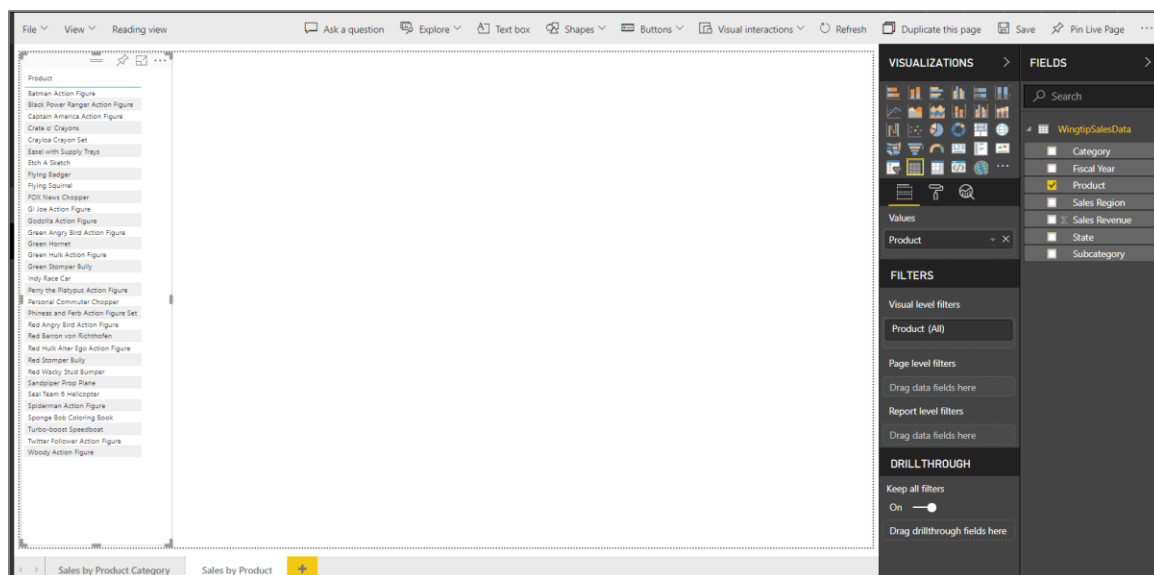 File View Reading view Ask a question Explore Text box Shapes Buttons Visual interactions Refresh Duplicate this page Save Pin Live Page
Product
Batman Action Figure
Black Power Ranger Action Figure
Captain America Action Figure
Crate o' Crayons
Crayloa Crayon Set
Easel with Supply Trays
Etch A Sketch
Flying Badger
Flying Squirrel
FOX News Chopper
GI Joe Action Figure
Godzilla Action Figure
Green Angry Bird Action Figure
Green Hornet
Green Hulk Action Figure
Green Stomper Bully
Indy Race Car
Perry the Platypus Action Figure
Personal Commuter Chopper
Phineas and Ferb Action Figure Set
Red Angry Bird Action Figure
Red Barron von Richthofen
Red Hulk Alter Ego Action Figure
Red Stomper Bully
Red Wacky Stud Bumper
Sandpiper Prop Plane
Seal Team 6 Helicopter
Spiderman Action Figure
Sponge Bob Coloring Book
Turbo-boost Speedboat
Twitter Follower Action Figure
Woody Action Figure
VISUALIZATIONS
Values
Product
FILTERS
Visual level filters
Product (All)
Page level filters
Drag data fields here
Report level filters
Drag data fields here
DRILLTHROUGH
Keep all filters
On
Drag drillthrough fields here
FIELDS
Search
WingtipSalesData
Category
Fiscal Year
Product
Sales Region
Σ Sales Revenue
State
Subcategory
Sales by Product Category Sales by Product +